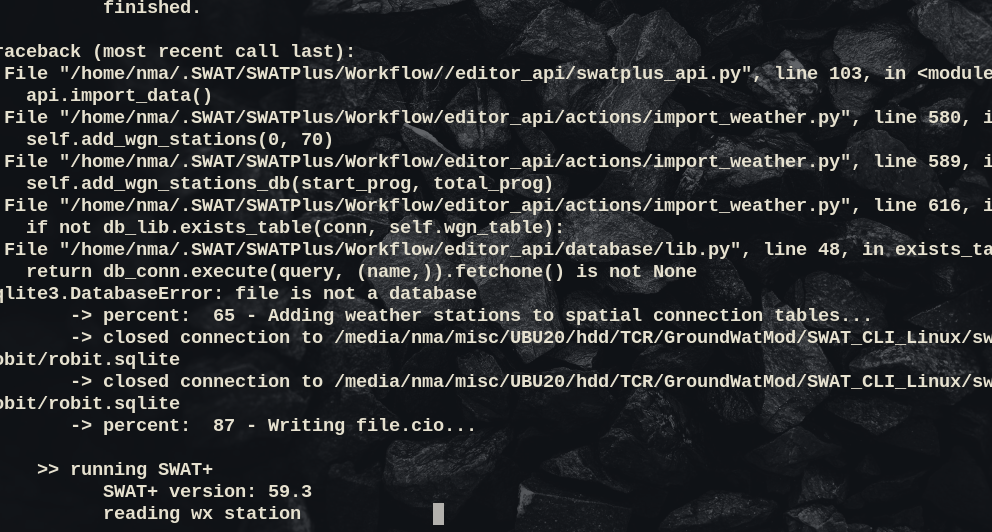 finished.
raceback (most recent call last):
File "/home/nma/.SWAT/SWATPlus/Workflow//editor_api/swatplus_api.py", line 103, in <module
api.import_data()
File "/home/nma/.SWAT/SWATPlus/Workflow/editor_api/actions/import_weather.py", line 580, i
self.add_wgn_stations(0, 70)
File "/home/nma/.SWAT/SWATPlus/Workflow/editor_api/actions/import_weather.py", line 589, i
self.add_wgn_stations_db(start_prog, total_prog)
File "/home/nma/.SWAT/SWATPlus/Workflow/editor_api/actions/import_weather.py", line 616, i
if not db_lib.exists_table(conn, self.wgn_table):
File "/home/nma/.SWAT/SWATPlus/Workflow/editor_api/database/lib.py", line 48, in exists_ta
return db_conn.execute(query, (name,)).fetchone() is not None
qlite3.DatabaseError: file is not a database
-> percent:  65 - Adding weather stations to spatial connection tables...
-> closed connection to /media/nma/misc/UBU20/hdd/TCR/GroundWatMod/SWAT_CLI_Linux/sw
obit/robit.sqlite
-> closed connection to /media/nma/misc/UBU20/hdd/TCR/GroundWatMod/SWAT_CLI_Linux/sw
obit/robit.sqlite
-> percent:  87 - Writing file.cio...
>> running SWAT+
SWAT+ version: 59.3
reading wx station